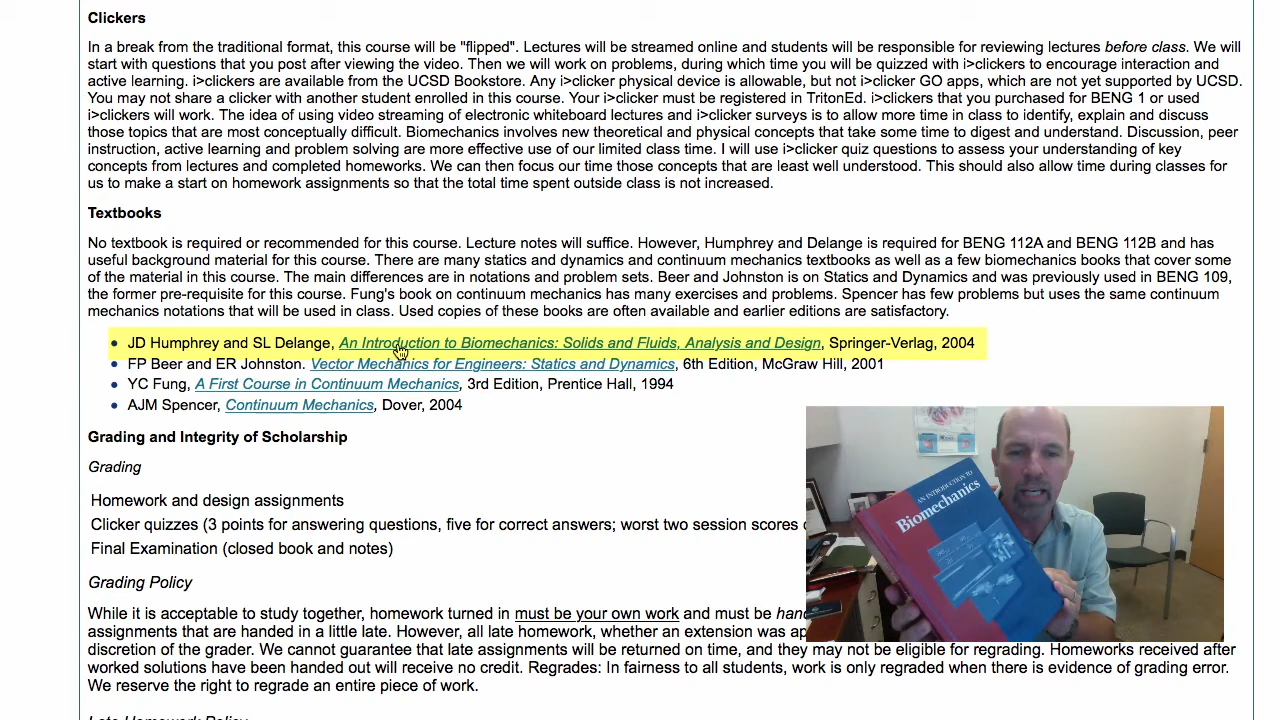 Clickers
In a break from the traditional format, this course will be "flipped". Lectures will be streamed online and students will be responsible for reviewing lectures before class. We will
start with questions that you post after viewing the video. Then we will work on problems, during which time you will be quizzed with i>clickers to encourage interaction and
active learning. i>clickers are available from the UCSD Bookstore. Any i>clicker physical device is allowable, but not i>clicker GO apps, which are not yet supported by UCSD.
You may not share a clicker with another student enrolled in this course. Your i>clicker must be registered in TritonEd. i>clickers that you purchased for BENG 1 or used
i>clickers will work. The idea of using video streaming of electronic whiteboard lectures and i>clicker surveys is to allow more time in class to identify, explain and discuss
those topics that are most conceptually difficult. Biomechanics involves new theoretical and physical concepts that take some time to digest and understand. Discussion, peer
instruction, active learning and problem solving are more effective use of our limited class time. I will use i>clicker quiz questions to assess your understanding of key
concepts from lectures and completed homeworks. We can then focus our time those concepts that are least well understood. This should also allow time during classes for
us to make a start on homework assignments so that the total time spent outside class is not increased.
Textbooks
No textbook is required or recommended for this course. Lecture notes will suffice. However, Humphrey and Delange is required for BENG 112A and BENG 112B and has
useful background material for this course. There are many statics and dynamics and continuum mechanics textbooks as well as a few biomechanics books that cover some
of the material in this course. The main differences are in notations and problem sets. Beer and Johnston is on Statics and Dynamics and was previously used in BENG 109,
the former pre-requisite for this course. Fung's book on continuum mechanics has many exercises and problems. Spencer has few problems but uses the same continuum
mechanics notations that will be used in class. Used copies of these books are often available and earlier editions are satisfactory.
• JD Humphrey and SL Delange, An Introduction to Biomechanics: Solids and Fluids, Analysis and Design, Springer-Verlag, 2004
• FP Beer and ER Johnston. Vector Mechanics for Engineers: Statics and Dynamics, 6th Edition, McGraw Hill, 2001
• YC Fung, A First Course in Continuum Mechanics, 3rd Edition, Prentice Hall, 1994
• AJM Spencer, Continuum Mechanics, Dover, 2004
Grading and Integrity of Scholarship
Grading
Homework and design assignments
Clicker quizzes (3 points for answering questions, five for correct answers; worst two session scores
Final Examination (closed book and notes)
AN INTRODUCTION TO
Biomechanics
Grading Policy
While it is acceptable to study together, homework turned in must be your own work and must be
assignments that are handed in a little late. However, all late homework, whether an extension was
discretion of the grader. We cannot guarantee that late assignments will be returned on time, and they may not be eligible for regrading. Homeworks received after
worked solutions have been handed out will receive no credit. Regrades: In fairness to all students, work is only regraded when there is evidence of grading error.
We reserve the right to regrade an entire piece of work.
Late Homework Policy